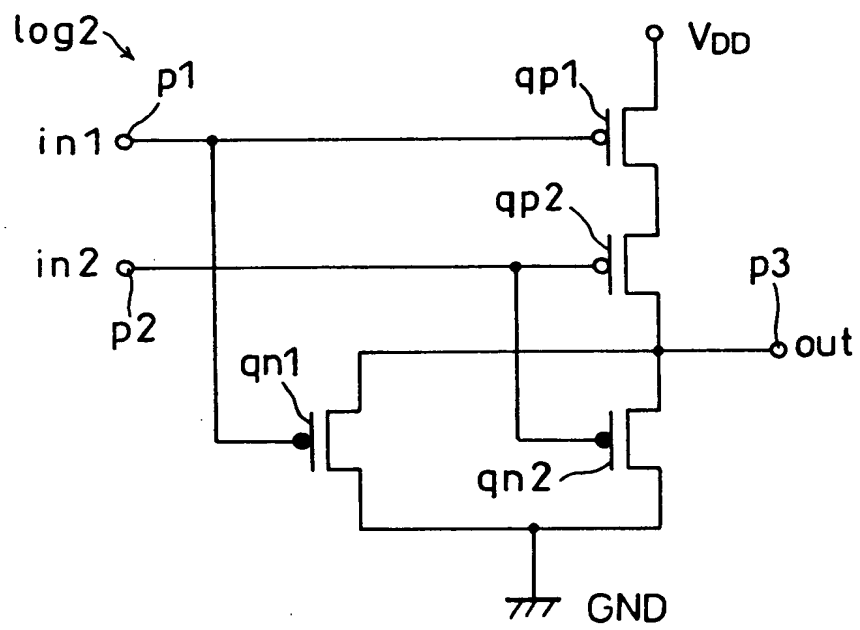 log2
p1
in1
qp1
VDD
qp2
in2
p2
p3
out
qn1
qn2
GND